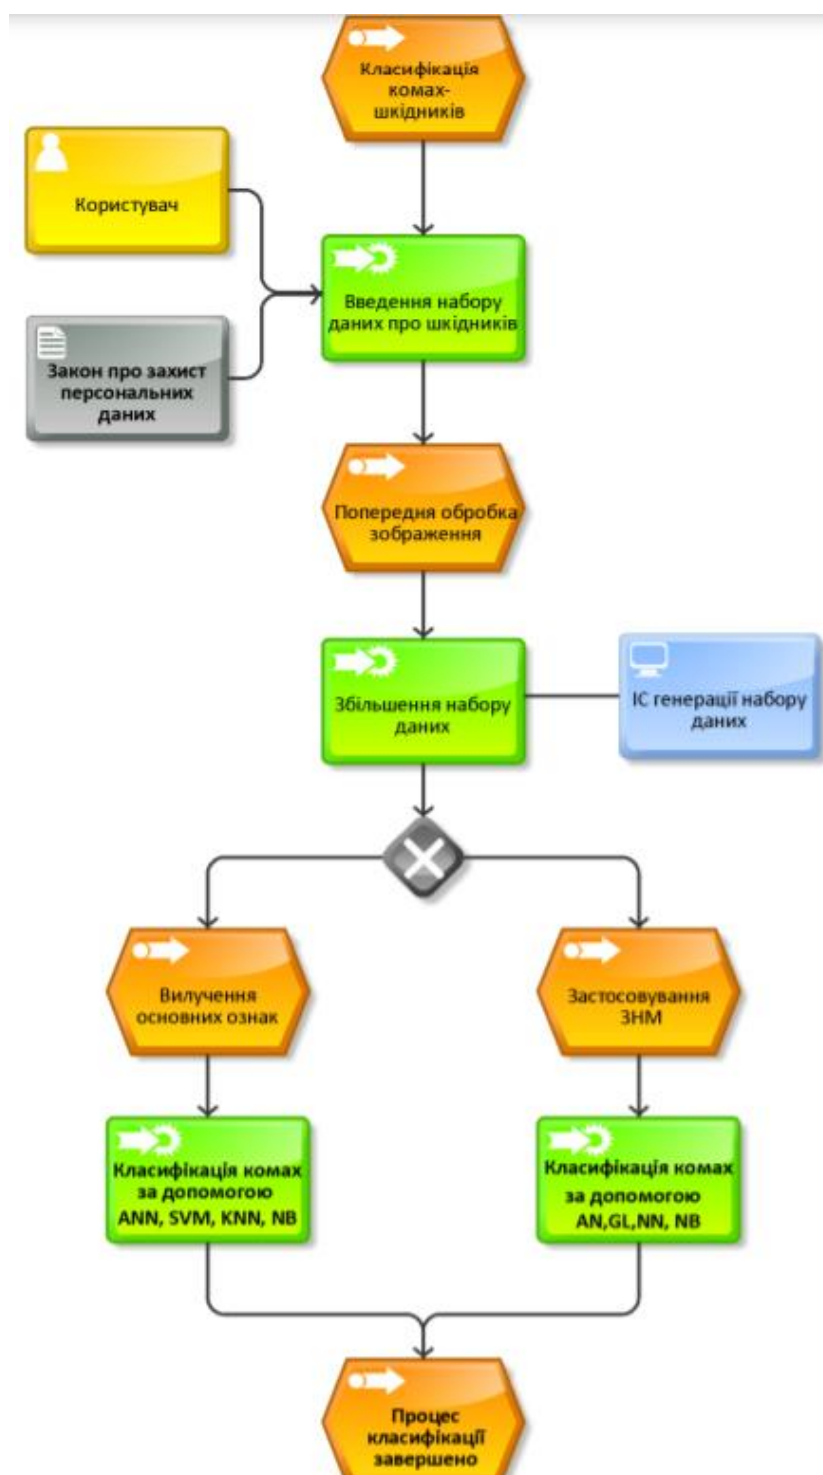 Класифікація
комах-
шкідників
Користувач
Введення набору
даних про шкідників
Закон про захист
персональних
даних
Попередня обробка
зображення
Збільшення набору
даних
ІС генерації набору
даних
Вилучення
основних ознак
Застосовування
ЗНМ
Класифікація комах
за допомогою
ANN, SVM, KNN, NB
Класифікація комах
за допомогою
AN,GL,NN, NB
Процес
класифікації
завершено